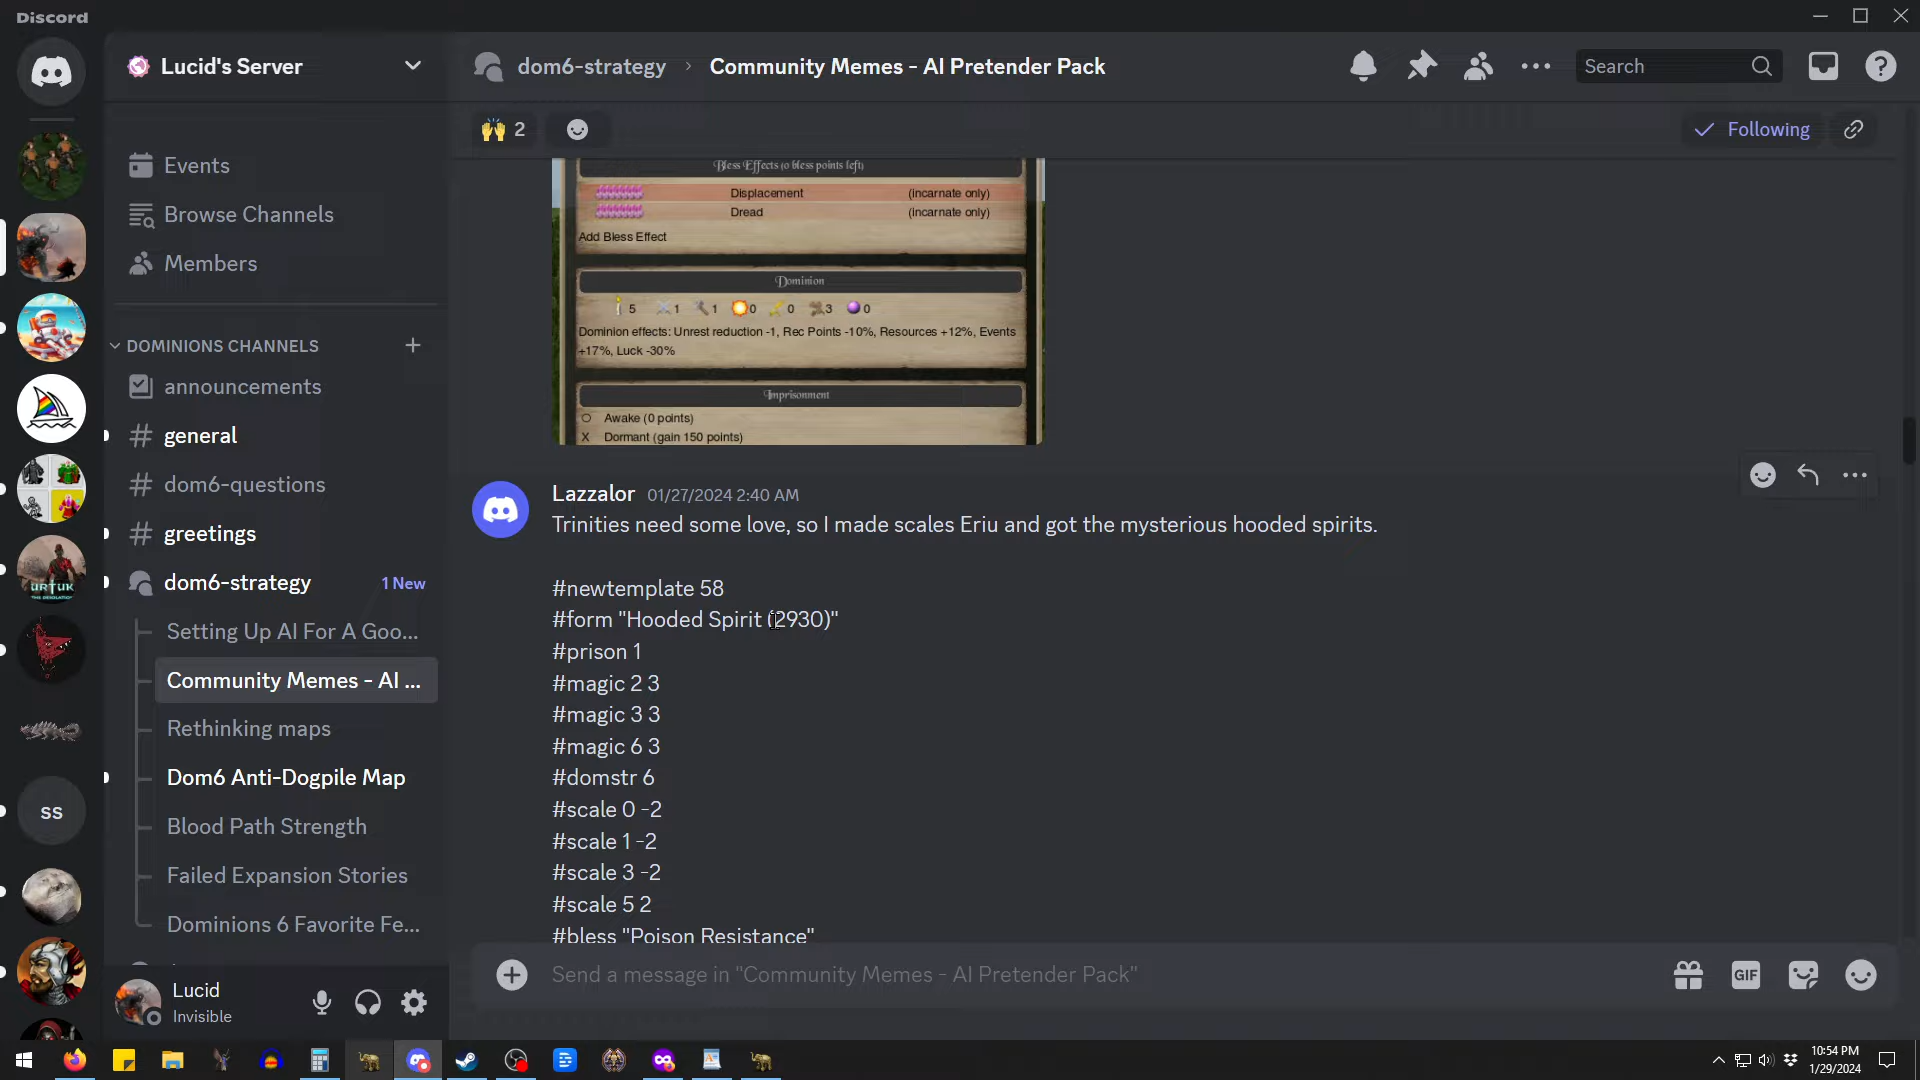 Discord
Lucid's Server
dom6-strategy › Community Memes - AI Pretender Pack
Search
Events
Browse Channels
Members
DOMINIONS CHANNELS
announcements
general
dom6-questions
greetings
dom6-strategy 1 New
Setting Up AI For A Goo...
Community Memes - AI ...
Rethinking maps
Dom6 Anti-Dogpile Map
Blood Path Strength
Failed Expansion Stories
Dominions 6 Favorite Fe...
URTUK
SS
Lucid
Invisible
2
Following
Bless Effects (0 bless points left)
Displacement (incarnate only)
Dread (incarnate only)
Add Bless Effect
Dominion
5 1 1 0 0 3 0
Dominion effects: Unrest reduction -1, Rec Points -10%, Resources +12%, Events
+17%, Luck -30%
Imprisonment
Awake (0 points)
X Dormant (gain 150 points)
Lazzalor 01/27/2024 2:40 AM
Trinities need some love, so I made scales Eriu and got the mysterious hooded spirits.
#newtemplate 58
#form "Hooded Spirit (2930)"
#prison 1
#magic 2 3
#magic 3 3
#magic 6 3
#domstr 6
#scale 0 -2
#scale 1 -2
#scale 3 -2
#scale 5 2
#bless "Poison Resistance"
Send a message in "Community Memes - AI Pretender Pack"
GIF
10:54 PM
1/29/2024